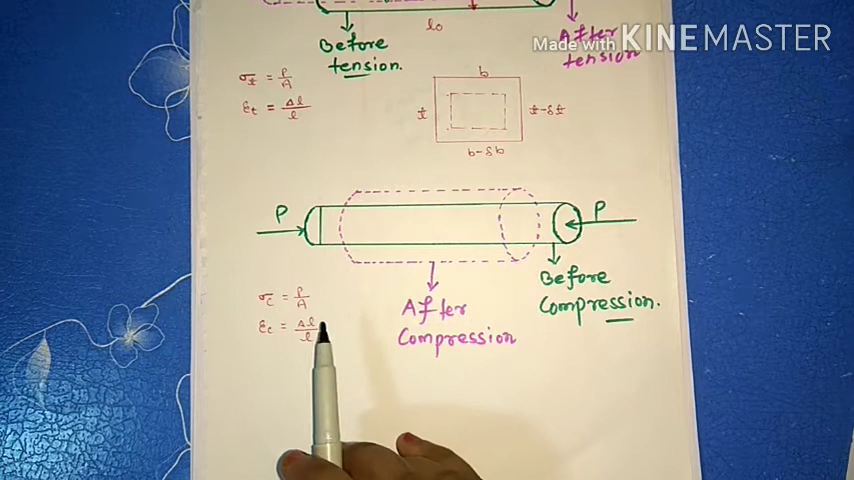 l₀
Before
tension.
After
tension
Made with KINEMASTER
σt = P/A
εt = Δl/l
b
t
t-δt
b-δb
P
P
Before
Compression.
σc = P/A
εc = Δl/l
After
Compression